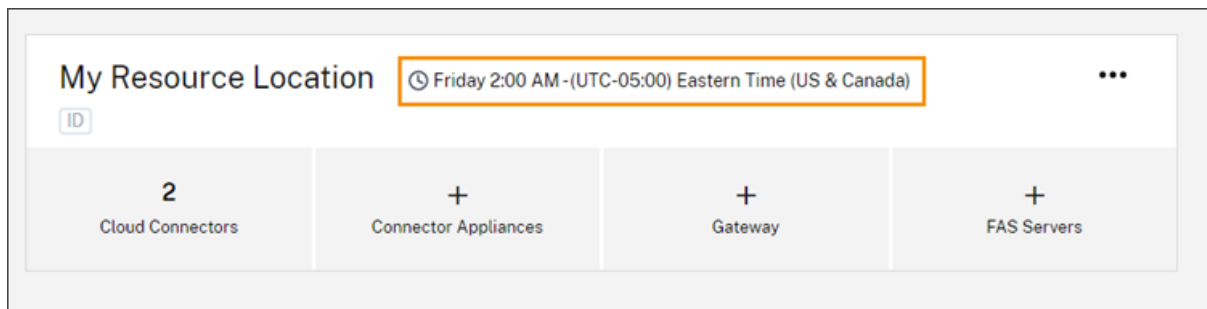 My Resource Location
Friday 2:00 AM-(UTC-05:00) Eastern Time (US & Canada)
ID
2
Cloud Connectors
+
Connector Appliances
+
Gateway
+
FAS Servers